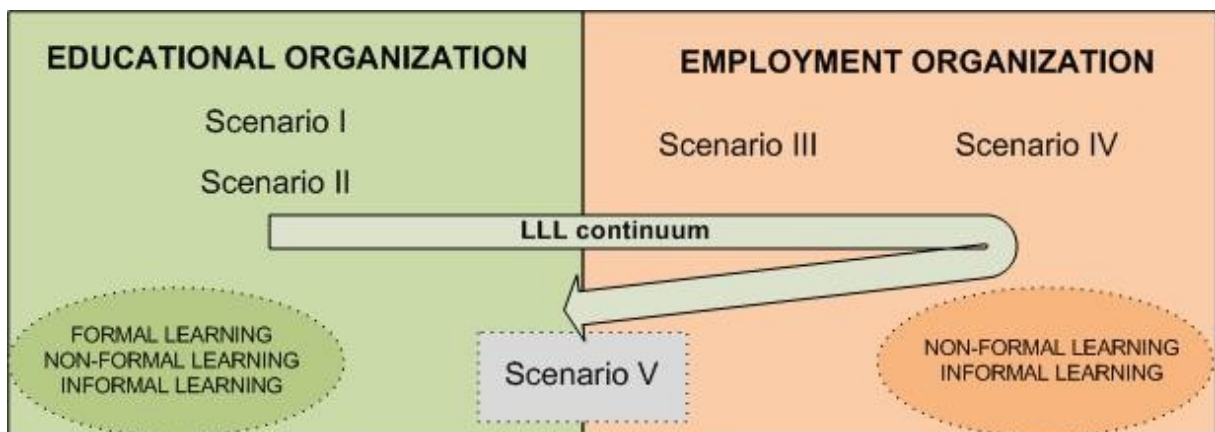 EDUCATIONAL ORGANIZATION
Scenario I
Scenario II
EMPLOYMENT ORGANIZATION
Scenario III
Scenario IV
LLL continuum
FORMAL LEARNING
NON-FORMAL LEARNING
INFORMAL LEARNING
Scenario V
NON-FORMAL LEARNING
INFORMAL LEARNING